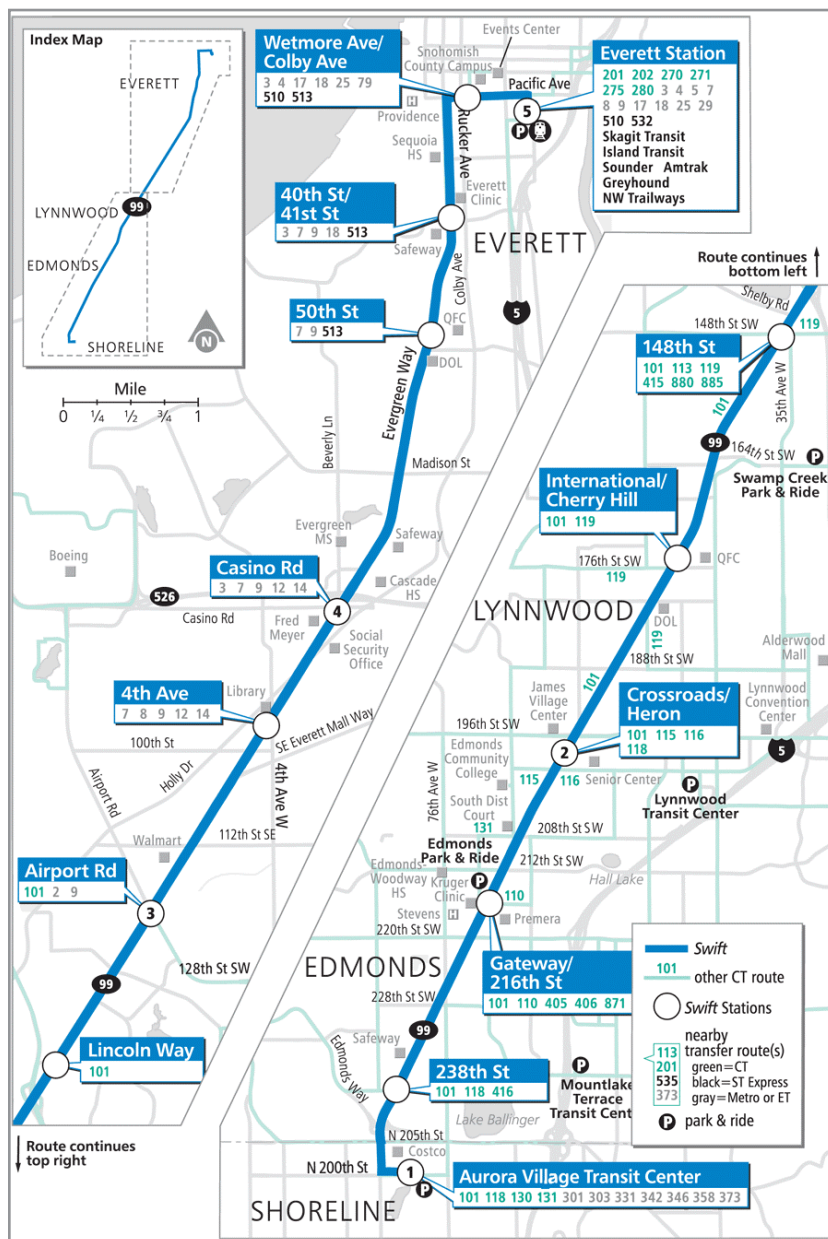 Index Map
EVERETT
LYNNWOOD
99
EDMONDS
SHORELINE
N
Mile
0 ¼ ½ ¾ 1
Wetmore Ave/
Colby Ave
3 4 17 18 25 79
510 513
Events Center
Snohomish
County Campus
Pacific Ave
H
Providence
Rucker Ave
Sequoia
HS
Everett Station
201 202 270 271
275 280 3 4 5 7
8 9 17 18 25 29
510 532
Skagit Transit
Island Transit
Sounder Amtrak
Greyhound
NW Trailways
5
P
40th St/
41st St
3 7 9 18 513
Everett
Clinic
Safeway
EVERETT
Colby Ave
50th St
7 9 513
QFC
DOL
5
Evergreen Way
Beverly Ln
Madison St
Evergreen
MS
Safeway
Boeing
Casino Rd
3 7 9 12 14
Cascade
HS
526
Casino Rd
4
Fred
Meyer
Social
Security
Office
Library
4th Ave
7 8 9 12 14
SE Everett Mall Way
100th St
Holly Dr
Airport Rd
4th Ave W
112th St SE
Walmart
Airport Rd
101 2 9
3
128th St SW
99
Lincoln Way
101
Route continues
top right
Route continues
bottom left
Shelby Rd
148th St SW
119
148th St
101 113 119
415 880 885
101
35th Ave W
99
164th St SW
P
Swamp Creek
Park & Ride
International/
Cherry Hill
101 119
176th St SW
119
QFC
LYNNWOOD
DOL
119
188th St SW
Alderwood
Mall
101
James
Village
Center
Crossroads/
Heron
101 115 116
118
Lynnwood
Convention
Center
196th St SW
2
5
Edmonds
Community
College
115 116
Senior Center
P
Lynnwood
Transit Center
76th Ave W
South Dist
Court
131
208th St SW
Edmonds
Park & Ride
212th St SW
Edmonds-
Woodway
HS
Kruger
Clinic
P
110
Hall Lake
Stevens
H
Premera
220th St SW
EDMONDS
Gateway/
216th St
101 110 405 406 871
228th St SW
99
Safeway
Edmonds Way
238th St
101 118 416
P
Mountlake
Terrace
Transit Cent
Lake Ballinger
N 205th St
Costco
N 200th St
1
P
Aurora Village Transit Center
101 118 130 131 301 303 331 342 346 358 373
SHORELINE
Swift
101
other CT route
Swift Stations
nearby
transfer route(s)
113
201
535
373
green=CT
black=ST Express
gray=Metro or ET
P park & ride